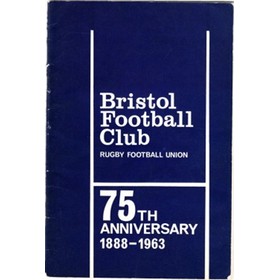 Bristol
Football
Club
RUGBY FOOTBALL UNION
75TH
ANNIVERSARY
1888–1963